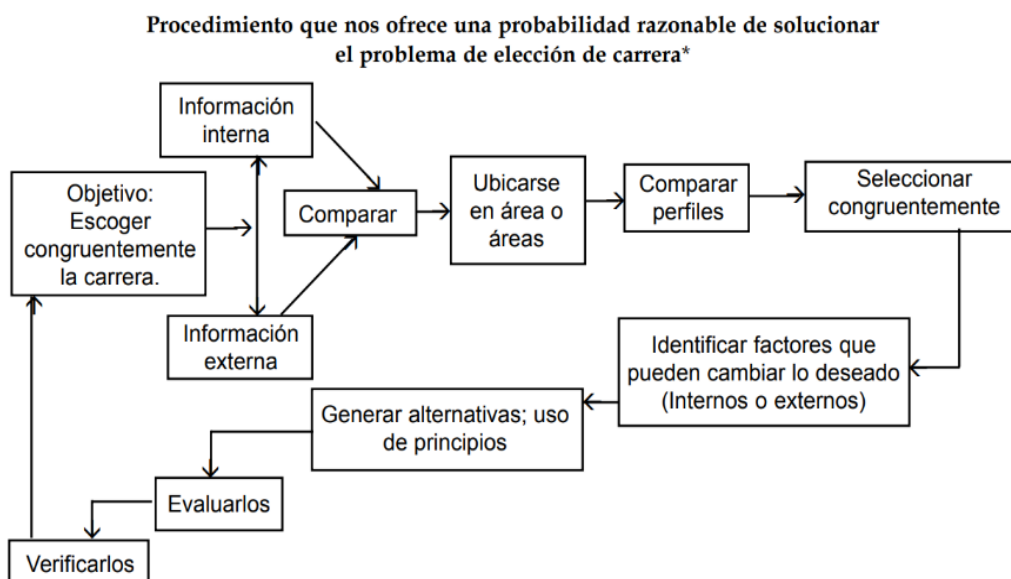 Procedimiento que nos ofrece una probabilidad razonable de solucionar
el problema de elección de carrera*
Información
interna
Objetivo:
Escoger
congruentemente
la carrera.
Información
externa
Comparar
Ubicarse
en área o
áreas
Comparar
perfiles
Seleccionar
congruentemente
Identificar factores que
pueden cambiar lo deseado
(Internos o externos)
Generar alternativas; uso
de principios
Evaluarlos
Verificarlos